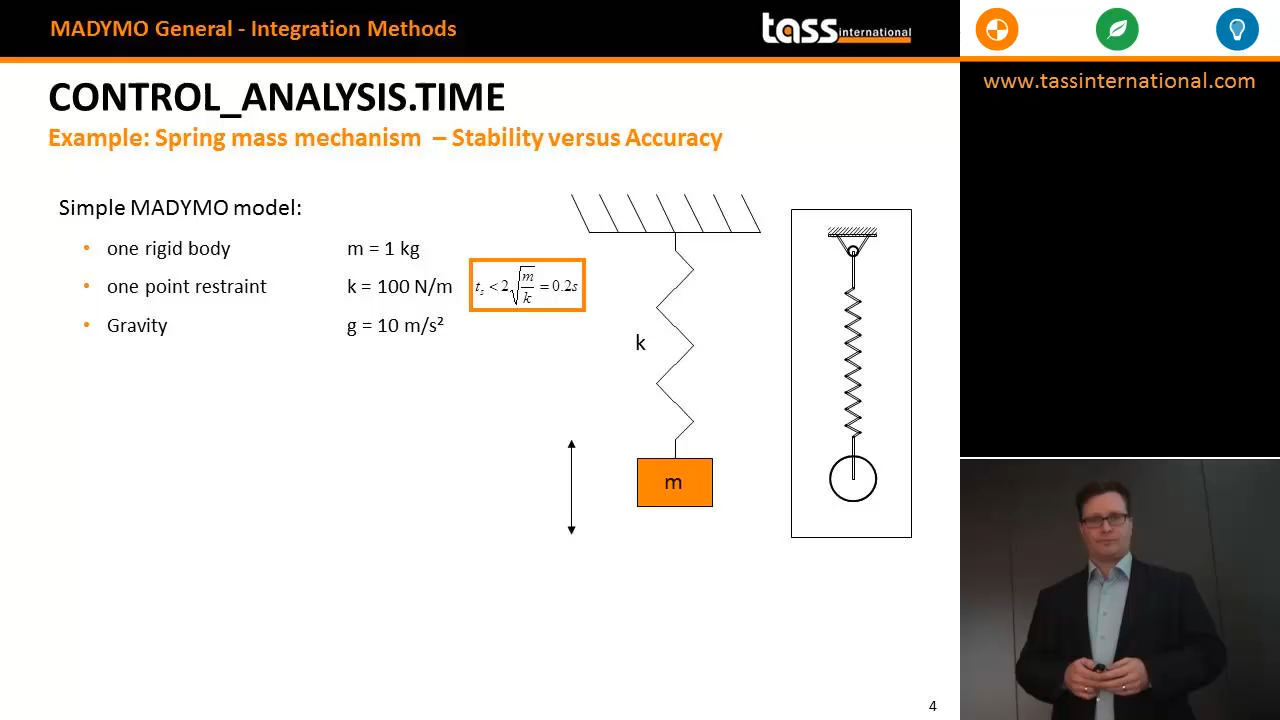 MADYMO General - Integration Methods
tass international
www.tassinternational.com
CONTROL_ANALYSIS.TIME
Example: Spring mass mechanism – Stability versus Accuracy
Simple MADYMO model:
• one rigid body m = 1 kg
• one point restraint k = 100 N/m
t_s < 2√(m/k) = 0.2s
• Gravity g = 10 m/s²
k
m
4